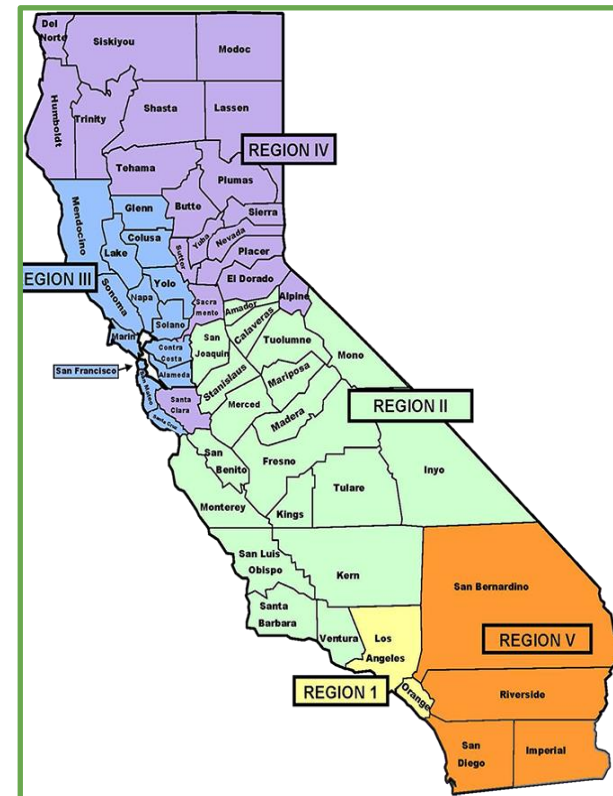 Del
Norte
Siskiyou
Modoc
Humboldt
Trinity
Shasta
Lassen
REGION IV
Tehama
Plumas
Mendocino
Glenn
Butte
Sierra
Colusa
Yuba
Nevada
Lake
Sutter
Placer
EGION III
Sonoma
Napa
Yolo
El Dorado
Sacra
mento
Alpine
Amador
Solano
Calaveras
Marin
Contra
Costa
San
Joaquin
Tuolumne
Mono
San Francisco
Alameda
Stanislaus
Mariposa
San Mateo
Santa
Clara
Merced
REGION II
Santa Cruz
Madera
San
Benito
Fresno
Inyo
Tulare
Monterey
Kings
San Luis
Obispo
Kern
San Bernardino
Santa
Barbara
Ventura
Los
Angeles
REGION V
REGION 1
Orange
Riverside
San
Diego
Imperial